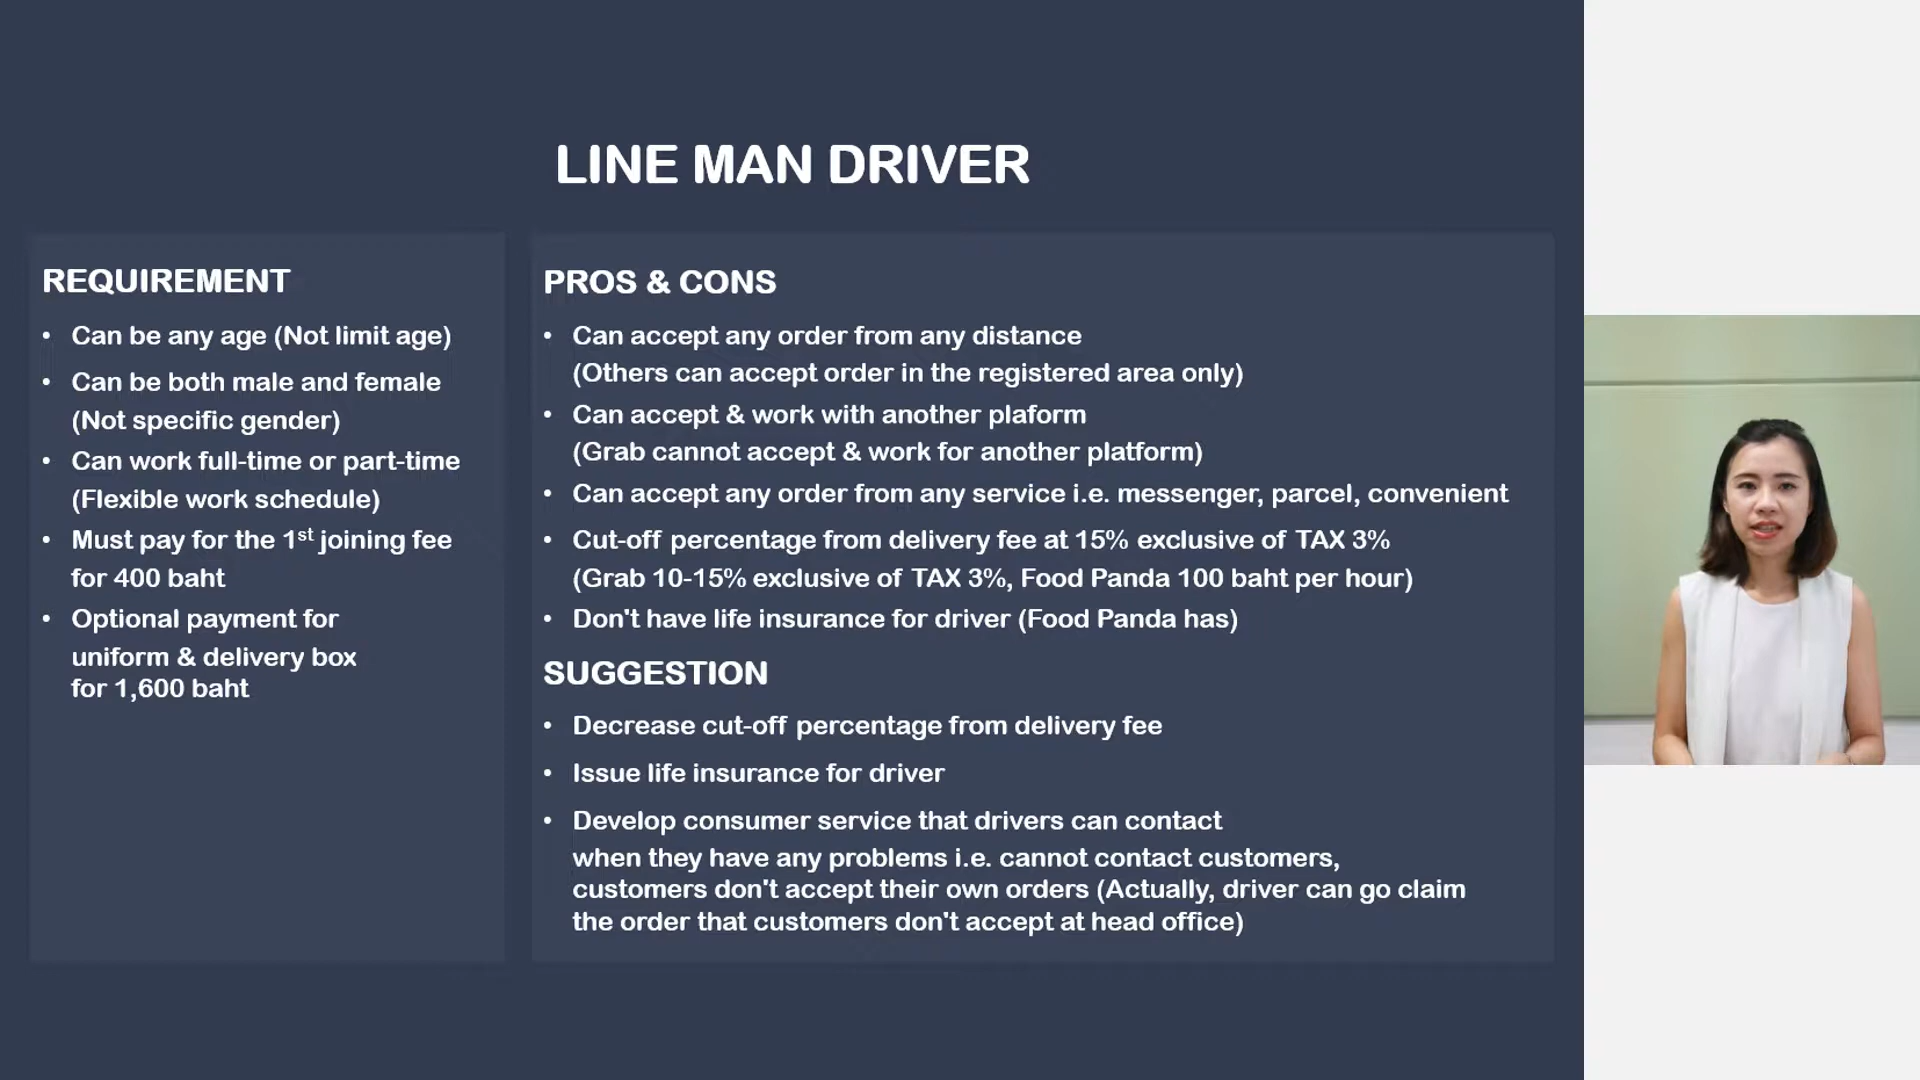 LINE MAN DRIVER
REQUIREMENT
• Can be any age (Not limit age)
• Can be both male and female
(Not specific gender)
• Can work full-time or part-time
(Flexible work schedule)
• Must pay for the 1st joining fee
for 400 baht
• Optional payment for
uniform & delivery box
for 1,600 baht
PROS & CONS
• Can accept any order from any distance
(Others can accept order in the registered area only)
• Can accept & work with another plaform
(Grab cannot accept & work for another platform)
• Can accept any order from any service i.e. messenger, parcel, convenient
• Cut-off percentage from delivery fee at 15% exclusive of TAX 3%
(Grab 10-15% exclusive of TAX 3%, Food Panda 100 baht per hour)
• Don't have life insurance for driver (Food Panda has)
SUGGESTION
• Decrease cut-off percentage from delivery fee
• Issue life insurance for driver
• Develop consumer service that drivers can contact
when they have any problems i.e. cannot contact customers,
customers don't accept their own orders (Actually, driver can go claim
the order that customers don't accept at head office)